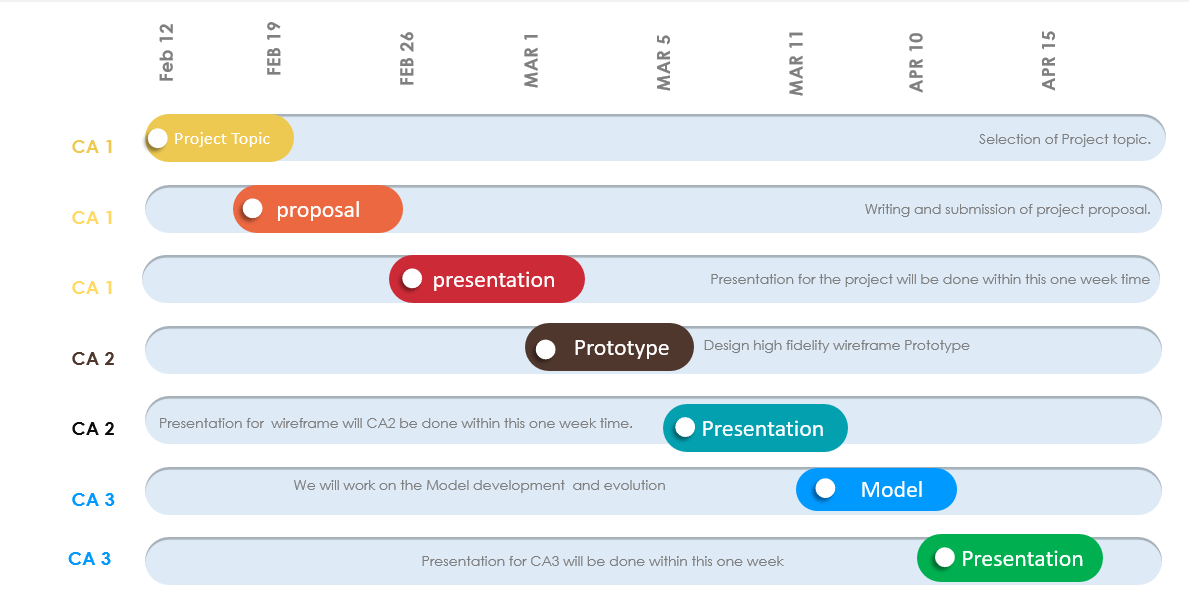 Feb 12
FEB 19
FEB 26
MAR 1
MAR 5
MAR 11
APR 10
APR 15
CA 1
Project Topic
Selection of Project topic.
CA 1
proposal
Writing and submission of project proposal.
CA 1
presentation
Presentation for the project will be done within this one week time
CA 2
Prototype
Design high fidelity wireframe Prototype
CA 2
Presentation for wireframe will CA2 be done within this one week time.
Presentation
CA 3
We will work on the Model development and evolution
Model
CA 3
Presentation for CA3 will be done within this one week
Presentation